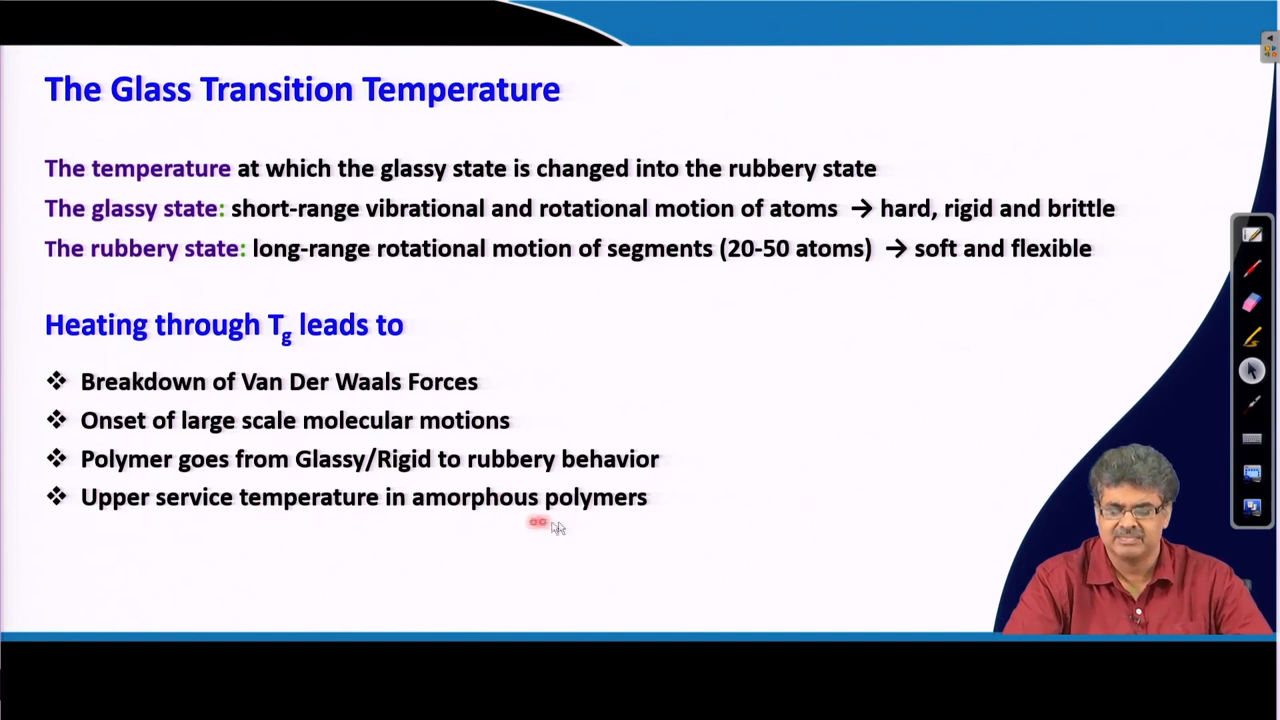 The Glass Transition Temperature
The temperature at which the glassy state is changed into the rubbery state
The glassy state: short-range vibrational and rotational motion of atoms → hard, rigid and brittle
The rubbery state: long-range rotational motion of segments (20-50 atoms) → soft and flexible
Heating through Tg leads to
❖ Breakdown of Van Der Waals Forces
❖ Onset of large scale molecular motions
❖ Polymer goes from Glassy/Rigid to rubbery behavior
❖ Upper service temperature in amorphous polymers